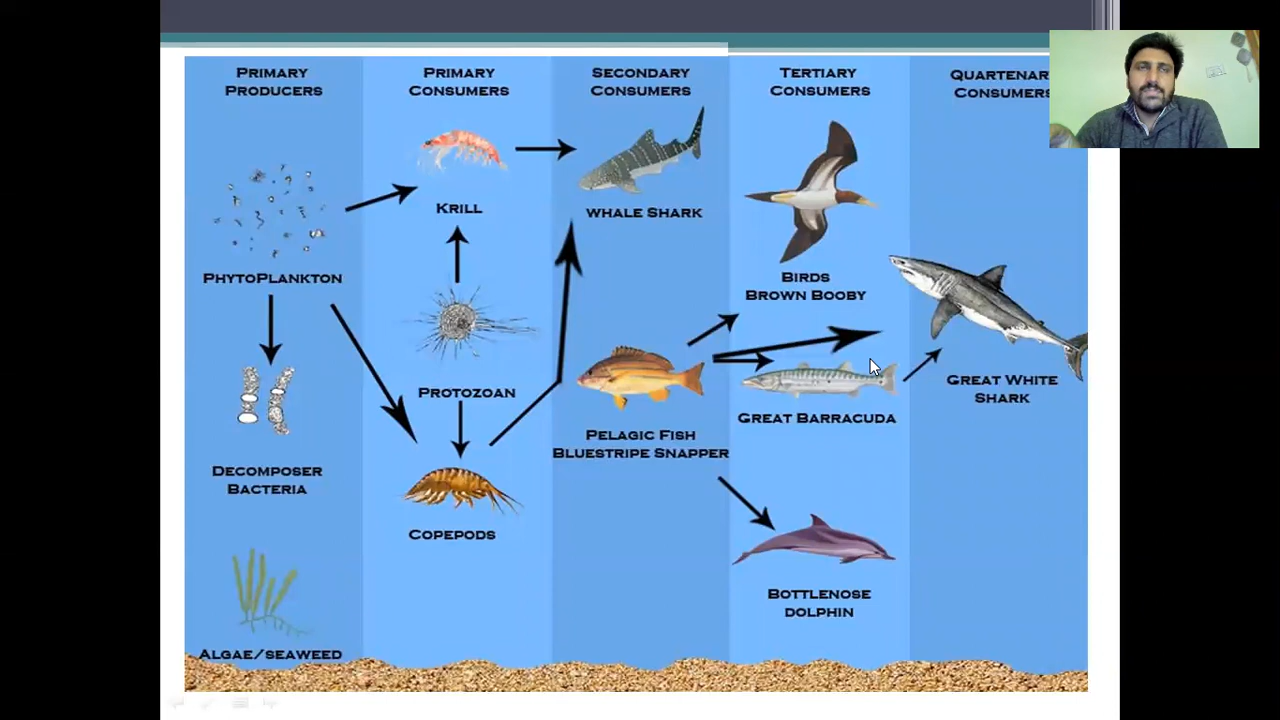 PRIMARY
PRODUCERS
PRIMARY
CONSUMERS
SECONDARY
CONSUMERS
TERTIARY
CONSUMERS
QUARTENAR
CONSUMERS
KRILL
WHALE SHARK
PHYTOPLANKTON
BIRDS
BROWN BOOBY
PROTOZOAN
GREAT WHITE
SHARK
GREAT BARRACUDA
PELAGIC FISH
BLUESTRIPE SNAPPER
DECOMPOSER
BACTERIA
COPEPODS
BOTTLENOSE
DOLPHIN
ALGAE/SEAWEED